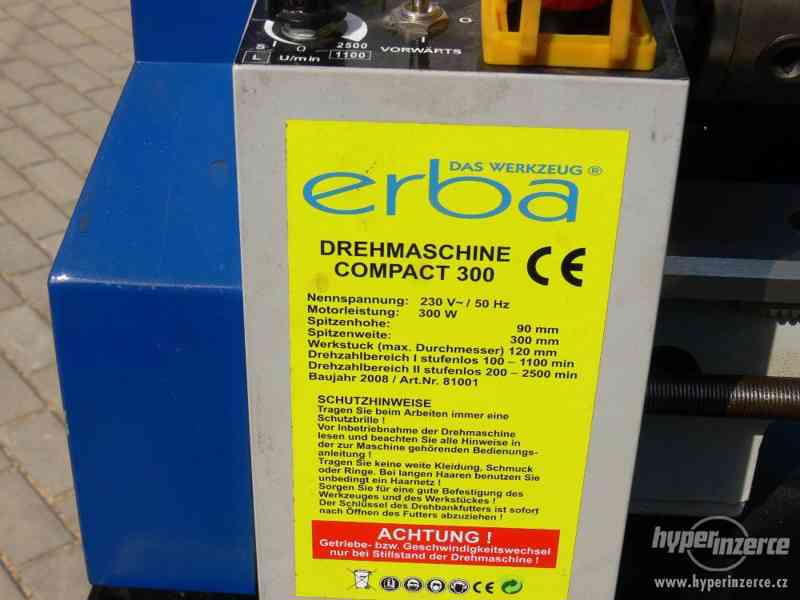 S
L
U/min
2500
1100
I
VORWÄRTS
O
DAS WERKZEUG ®
erba
DREHMASCHINE
COMPACT 300
CE
Nennspannung: 230 V~ / 50 Hz
Motorleistung: 300 W
Spitzenhohe: 90 mm
Spitzenweite: 300 mm
Werkstuck (max. Durchmesser) 120 mm
Drehzahlbereich I stufenlos 100 – 1100 min
Drehzahlbereich II stufenlos 200 – 2500 min
Baujahr 2008 / Art.Nr. 81001
SCHUTZHINWEISE
Tragen Sie beim Arbeiten immer eine
Schutzbrille !
Vor Inbetriebnahme der Drehmaschine
lesen und beachten Sie alle Hinweise in
der zur Maschine gehörenden Bedienungs-
anleitung !
Tragen Sie keine weite Kleidung, Schmuck
oder Ringe. Bei langen Haaren benutzen Sie
unbedingt ein Haarnetz !
Sorgen Sie für eine gute Befestigung des
Werkzeuges und des Werkstückes !
Der Schlüssel des Drehbankfutters ist sofort
nach Öffnen des Futters abzuziehen !
ACHTUNG !
Getriebe- bzw. Geschwindigkeitswechsel
nur bei Stillstand der Drehmaschine !
CE
hyperinzerce
www.hyperinzerce.cz